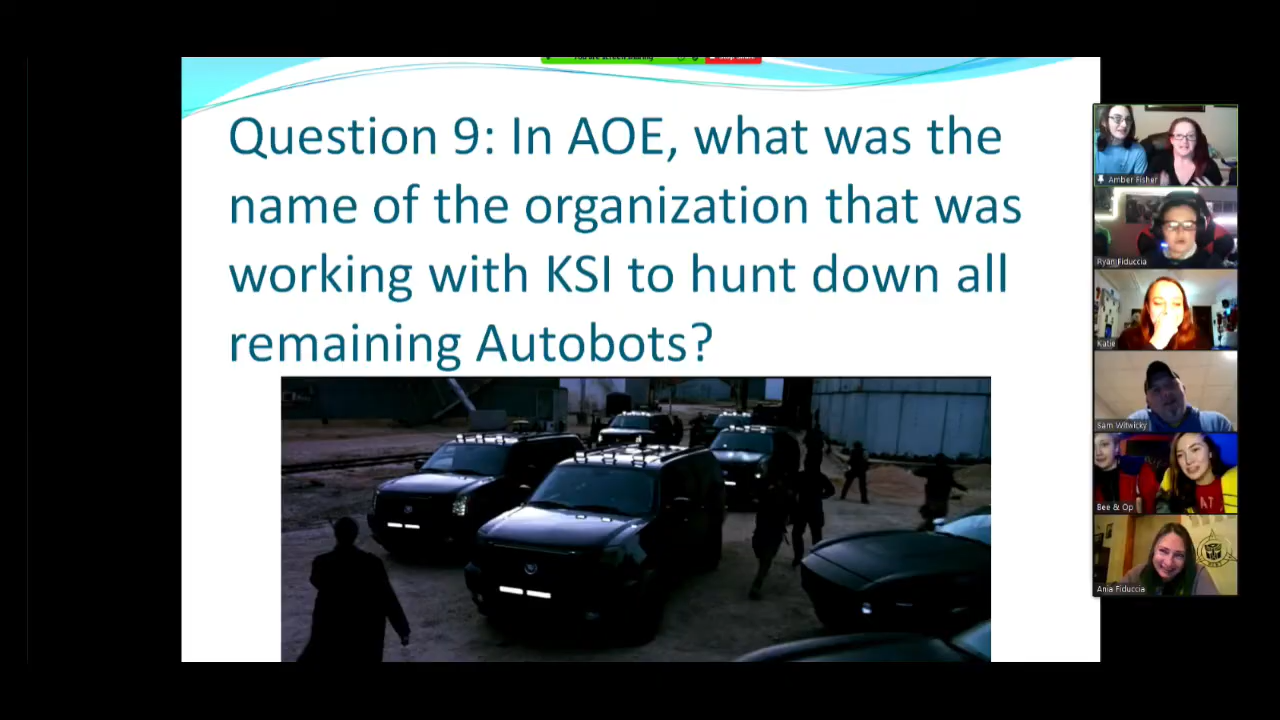 Question 9: In AOE, what was the
name of the organization that was
working with KSI to hunt down all
remaining Autobots?
Amber Fisher
Ryan Fiduccia
Katie
Sam Witwicky
Bee & Op
Ania Fiduccia